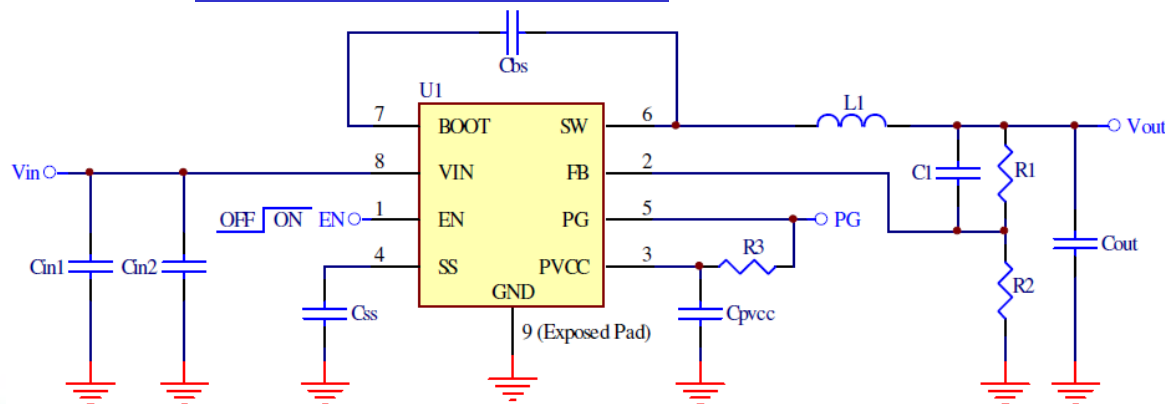 Cbs
U1
7 BOOT SW 6 L1 Vout
Vin 8 VIN FB 2 C1 R1
OFF ON EN 1 EN PG 5 PG
4 SS PVCC 3 R3
Cin1 Cin2 Css GND Cpvcc R2 Cout
9 (Exposed Pad)